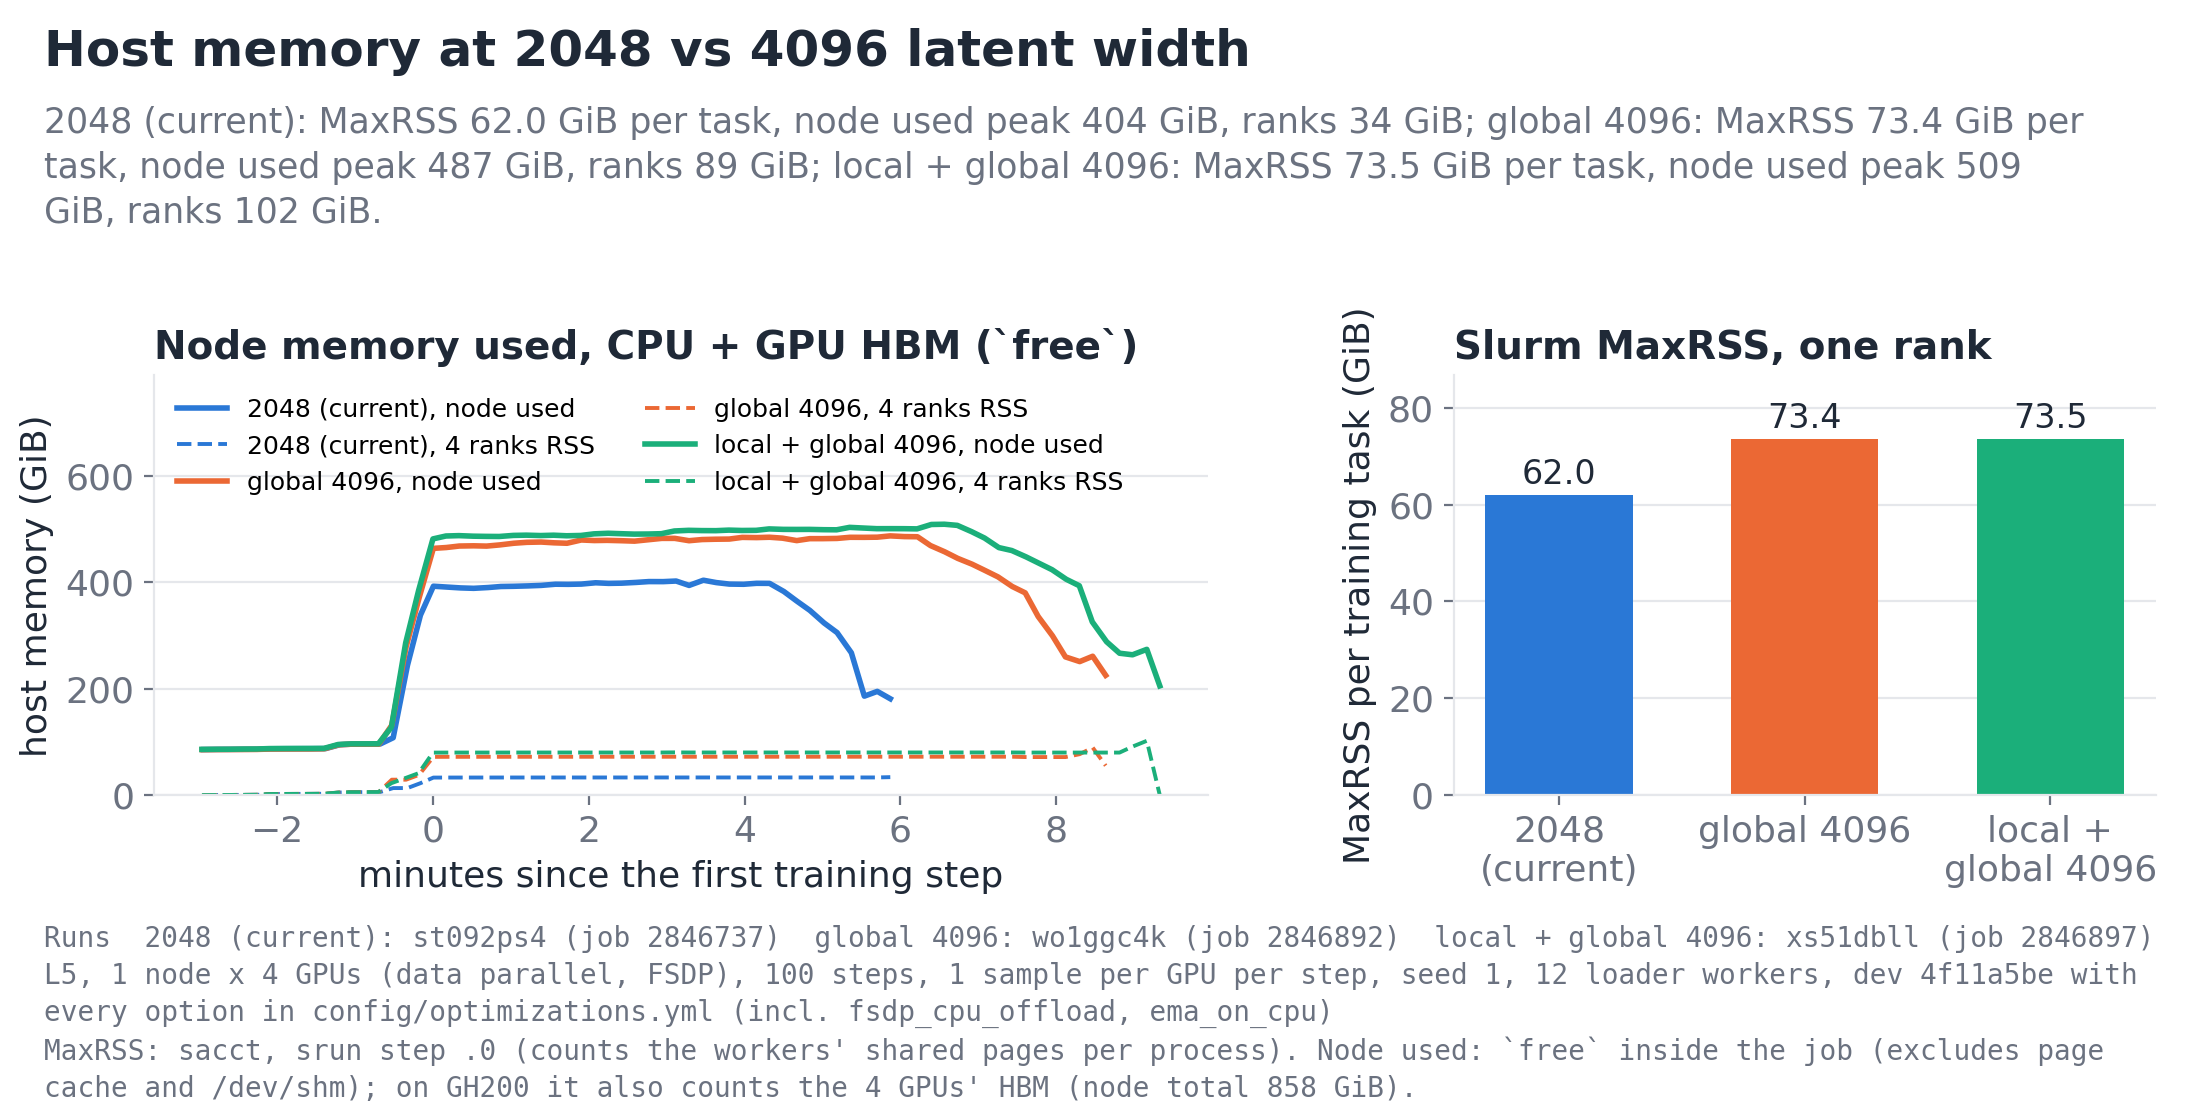 Host memory at 2048 vs 4096 latent width
2048 (current): MaxRSS 62.0 GiB per task, node used peak 404 GiB, ranks 34 GiB; global 4096: MaxRSS 73.4 GiB per
task, node used peak 487 GiB, ranks 89 GiB; local + global 4096: MaxRSS 73.5 GiB per task, node used peak 509
GiB, ranks 102 GiB.
Node memory used, CPU + GPU HBM (`free`)
2048 (current), node used
2048 (current), 4 ranks RSS
global 4096, node used
global 4096, 4 ranks RSS
local + global 4096, node used
local + global 4096, 4 ranks RSS
host memory (GiB)
600
400
200
0
−2 0 2 4 6 8
minutes since the first training step
Slurm MaxRSS, one rank
MaxRSS per training task (GiB)
80
60
40
20
0
62.0
73.4
73.5
2048
(current)
global 4096
local +
global 4096
Runs  2048 (current): st092ps4 (job 2846737)  global 4096: wo1ggc4k (job 2846892)  local + global 4096: xs51dbll (job 2846897)
L5, 1 node x 4 GPUs (data parallel, FSDP), 100 steps, 1 sample per GPU per step, seed 1, 12 loader workers, dev 4f11a5be with
every option in config/optimizations.yml (incl. fsdp_cpu_offload, ema_on_cpu)
MaxRSS: sacct, srun step .0 (counts the workers' shared pages per process). Node used: `free` inside the job (excludes page
cache and /dev/shm); on GH200 it also counts the 4 GPUs' HBM (node total 858 GiB).